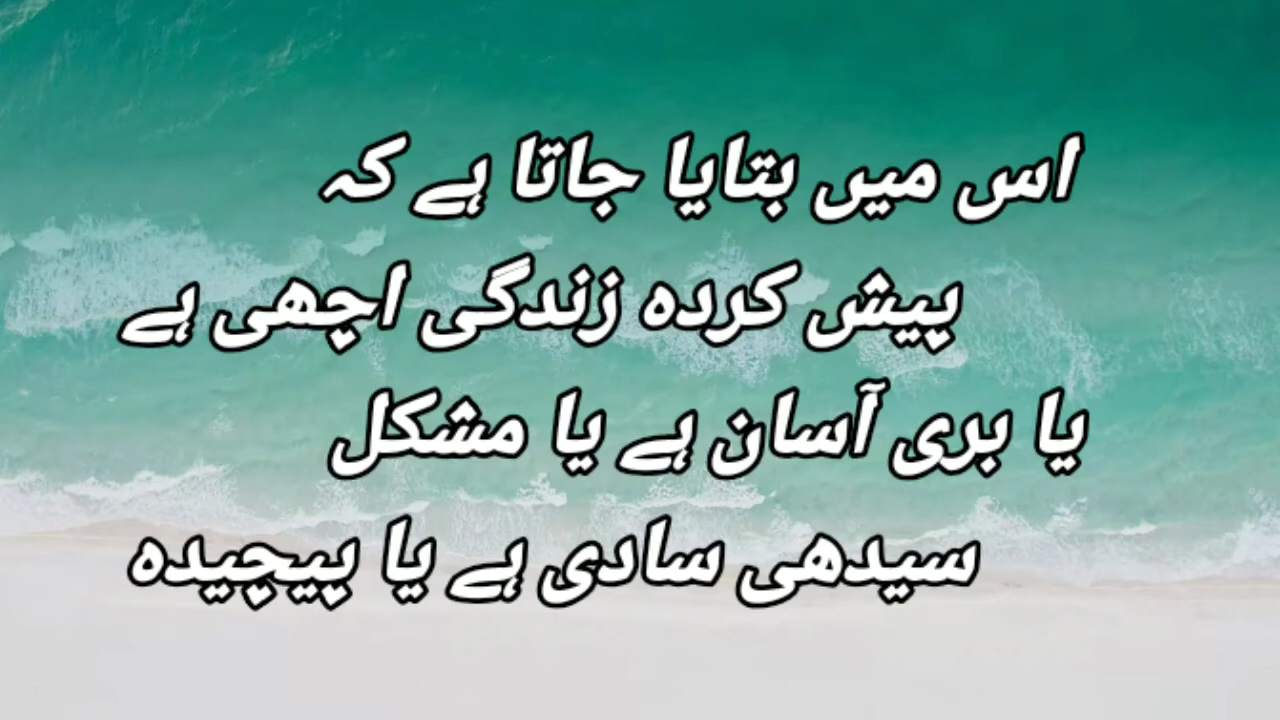 اس میں بتایا جاتا ہے کہ
پیش کردہ زندگی اچھی ہے
یا بری آسان ہے یا مشکل
سیدھی سادی ہے یا پیچیدہ